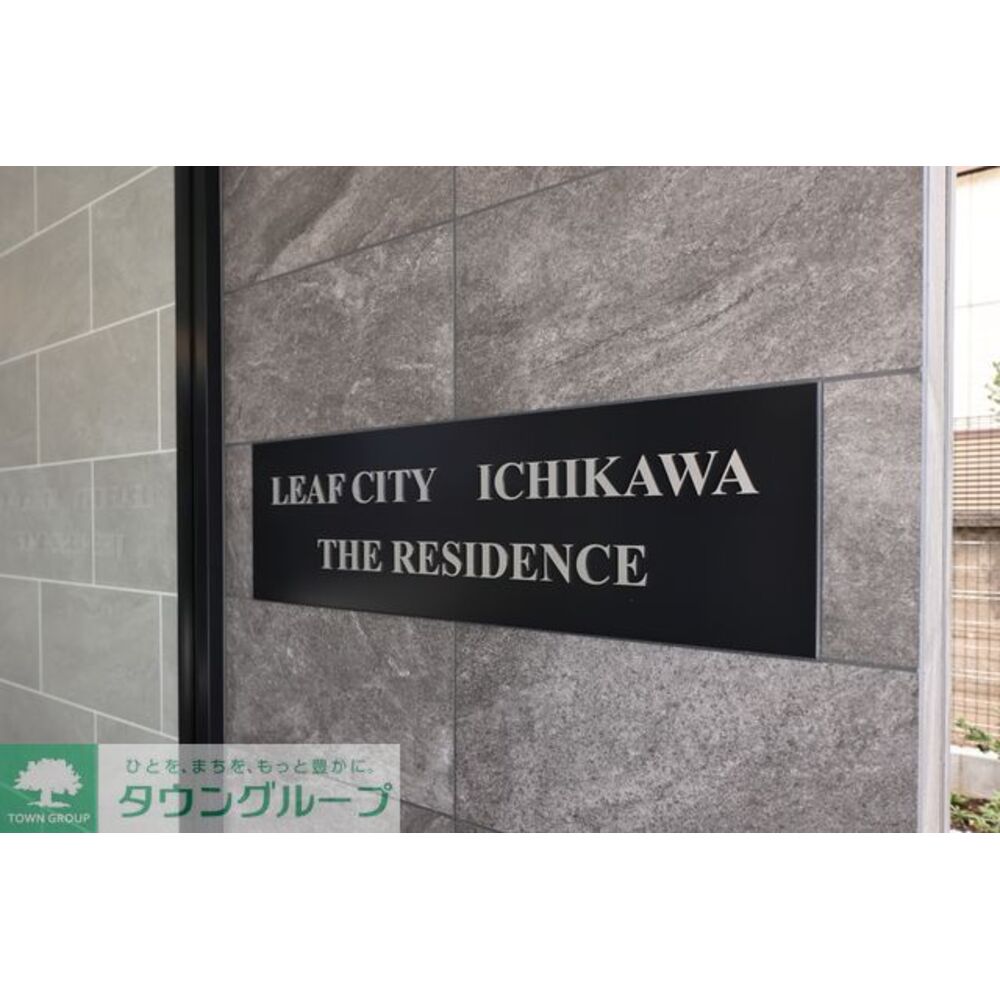 LEAF CITY ICHIKAWA
THE RESIDENCE
ひとを、まちを、もっと豊かに。
タウングループ
TOWN GROUP